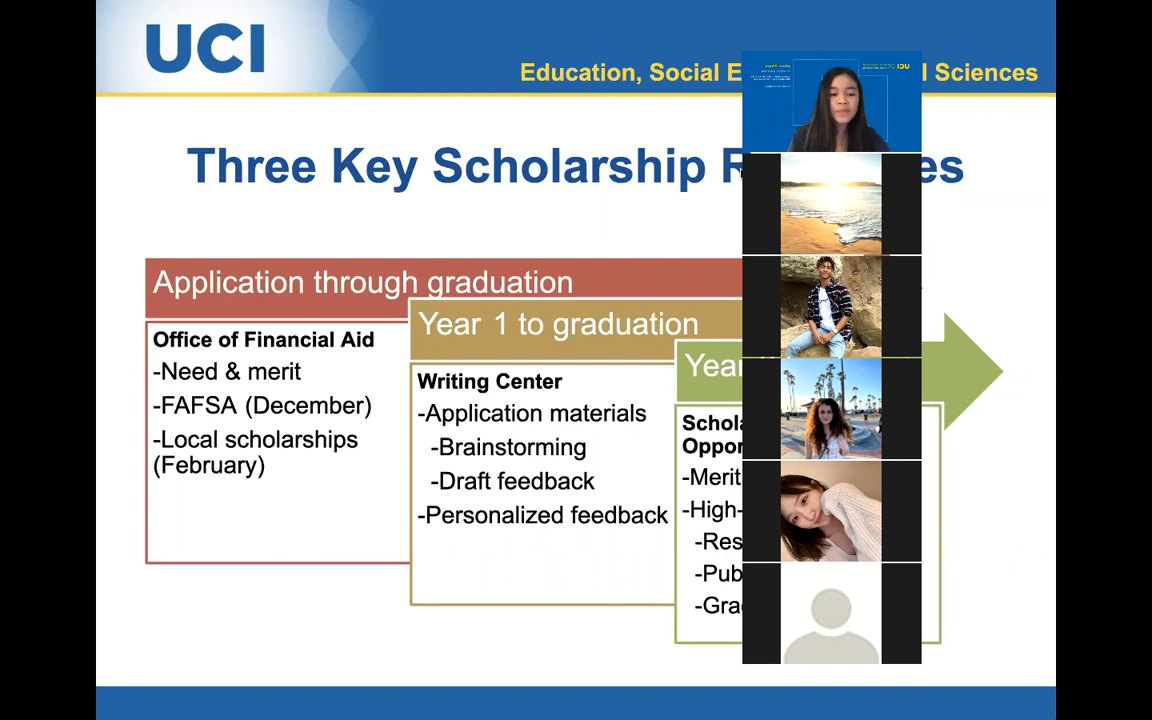 UCI
Education, Social E Sciences
Three Key Scholarship es
Application through graduation
Office of Financial Aid
-Need & merit
-FAFSA (December)
-Local scholarships
(February)
Year 1 to graduation
Writing Center
-Application materials
-Brainstorming
-Draft feedback
-Personalized feedback
Year
Schola
Oppor
-Merit
-High-
-Res
-Pub
-Gra